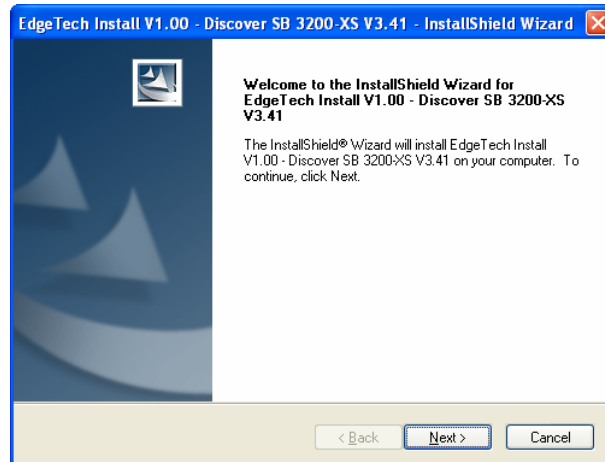 EdgeTech Install V1.00 - Discover SB 3200-XS V3.41 - InstallShield Wizard
Welcome to the InstallShield Wizard for
EdgeTech Install V1.00 - Discover SB 3200-XS
V3.41
The InstallShield® Wizard will install EdgeTech Install
V1.00 - Discover SB 3200-XS V3.41 on your computer. To
continue, click Next.
< Back Next > Cancel